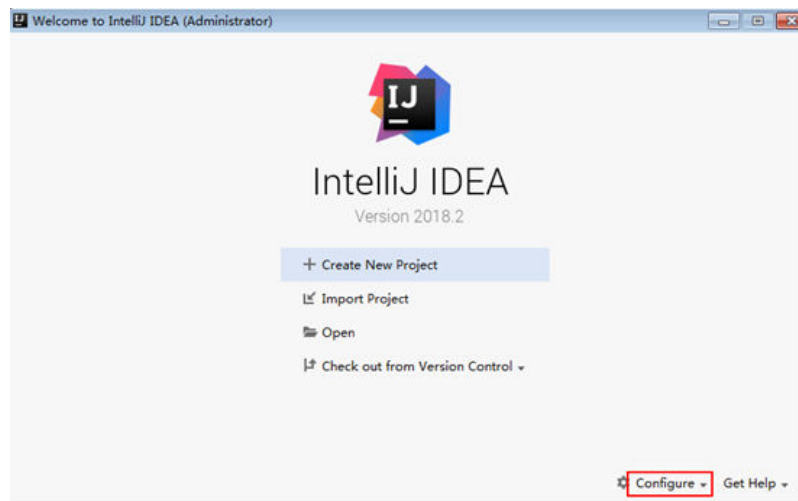 Welcome to IntelliJ IDEA (Administrator)
IJ
IntelliJ IDEA
Version 2018.2
Create New Project
Import Project
Open
Check out from Version Control
Configure
Get Help